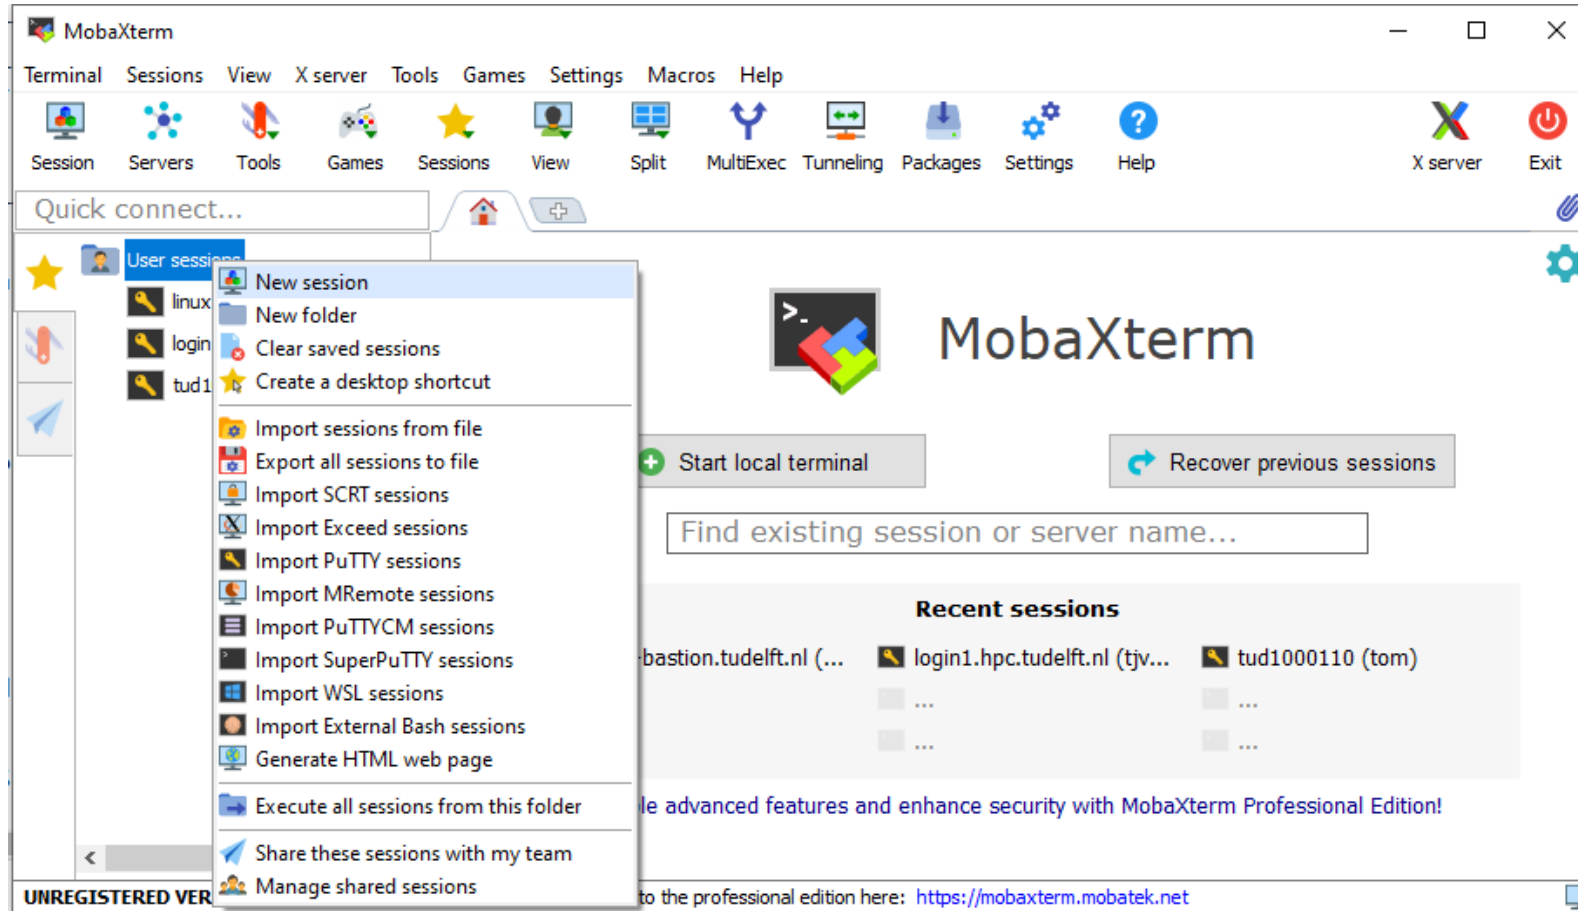 MobaXterm
Terminal Sessions View X server Tools Games Settings Macros Help
Session Servers Tools Games Sessions View Split MultiExec Tunneling Packages Settings Help X server Exit
Quick connect...
User sessions
linux
login
tud1
New session
New folder
Clear saved sessions
Create a desktop shortcut
Import sessions from file
Export all sessions to file
Import SCRT sessions
Import Exceed sessions
Import PuTTY sessions
Import MRemote sessions
Import PuTTYCM sessions
Import SuperPuTTY sessions
Import WSL sessions
Import External Bash sessions
Generate HTML web page
Execute all sessions from this folder
Share these sessions with my team
Manage shared sessions
MobaXterm
Start local terminal
Recover previous sessions
Find existing session or server name...
Recent sessions
-bastion.tudelft.nl (... login1.hpc.tudelft.nl (tjv... tud1000110 (tom)
... ...
... ...
le advanced features and enhance security with MobaXterm Professional Edition!
UNREGISTERED VER to the professional edition here: https://mobaxterm.mobatek.net